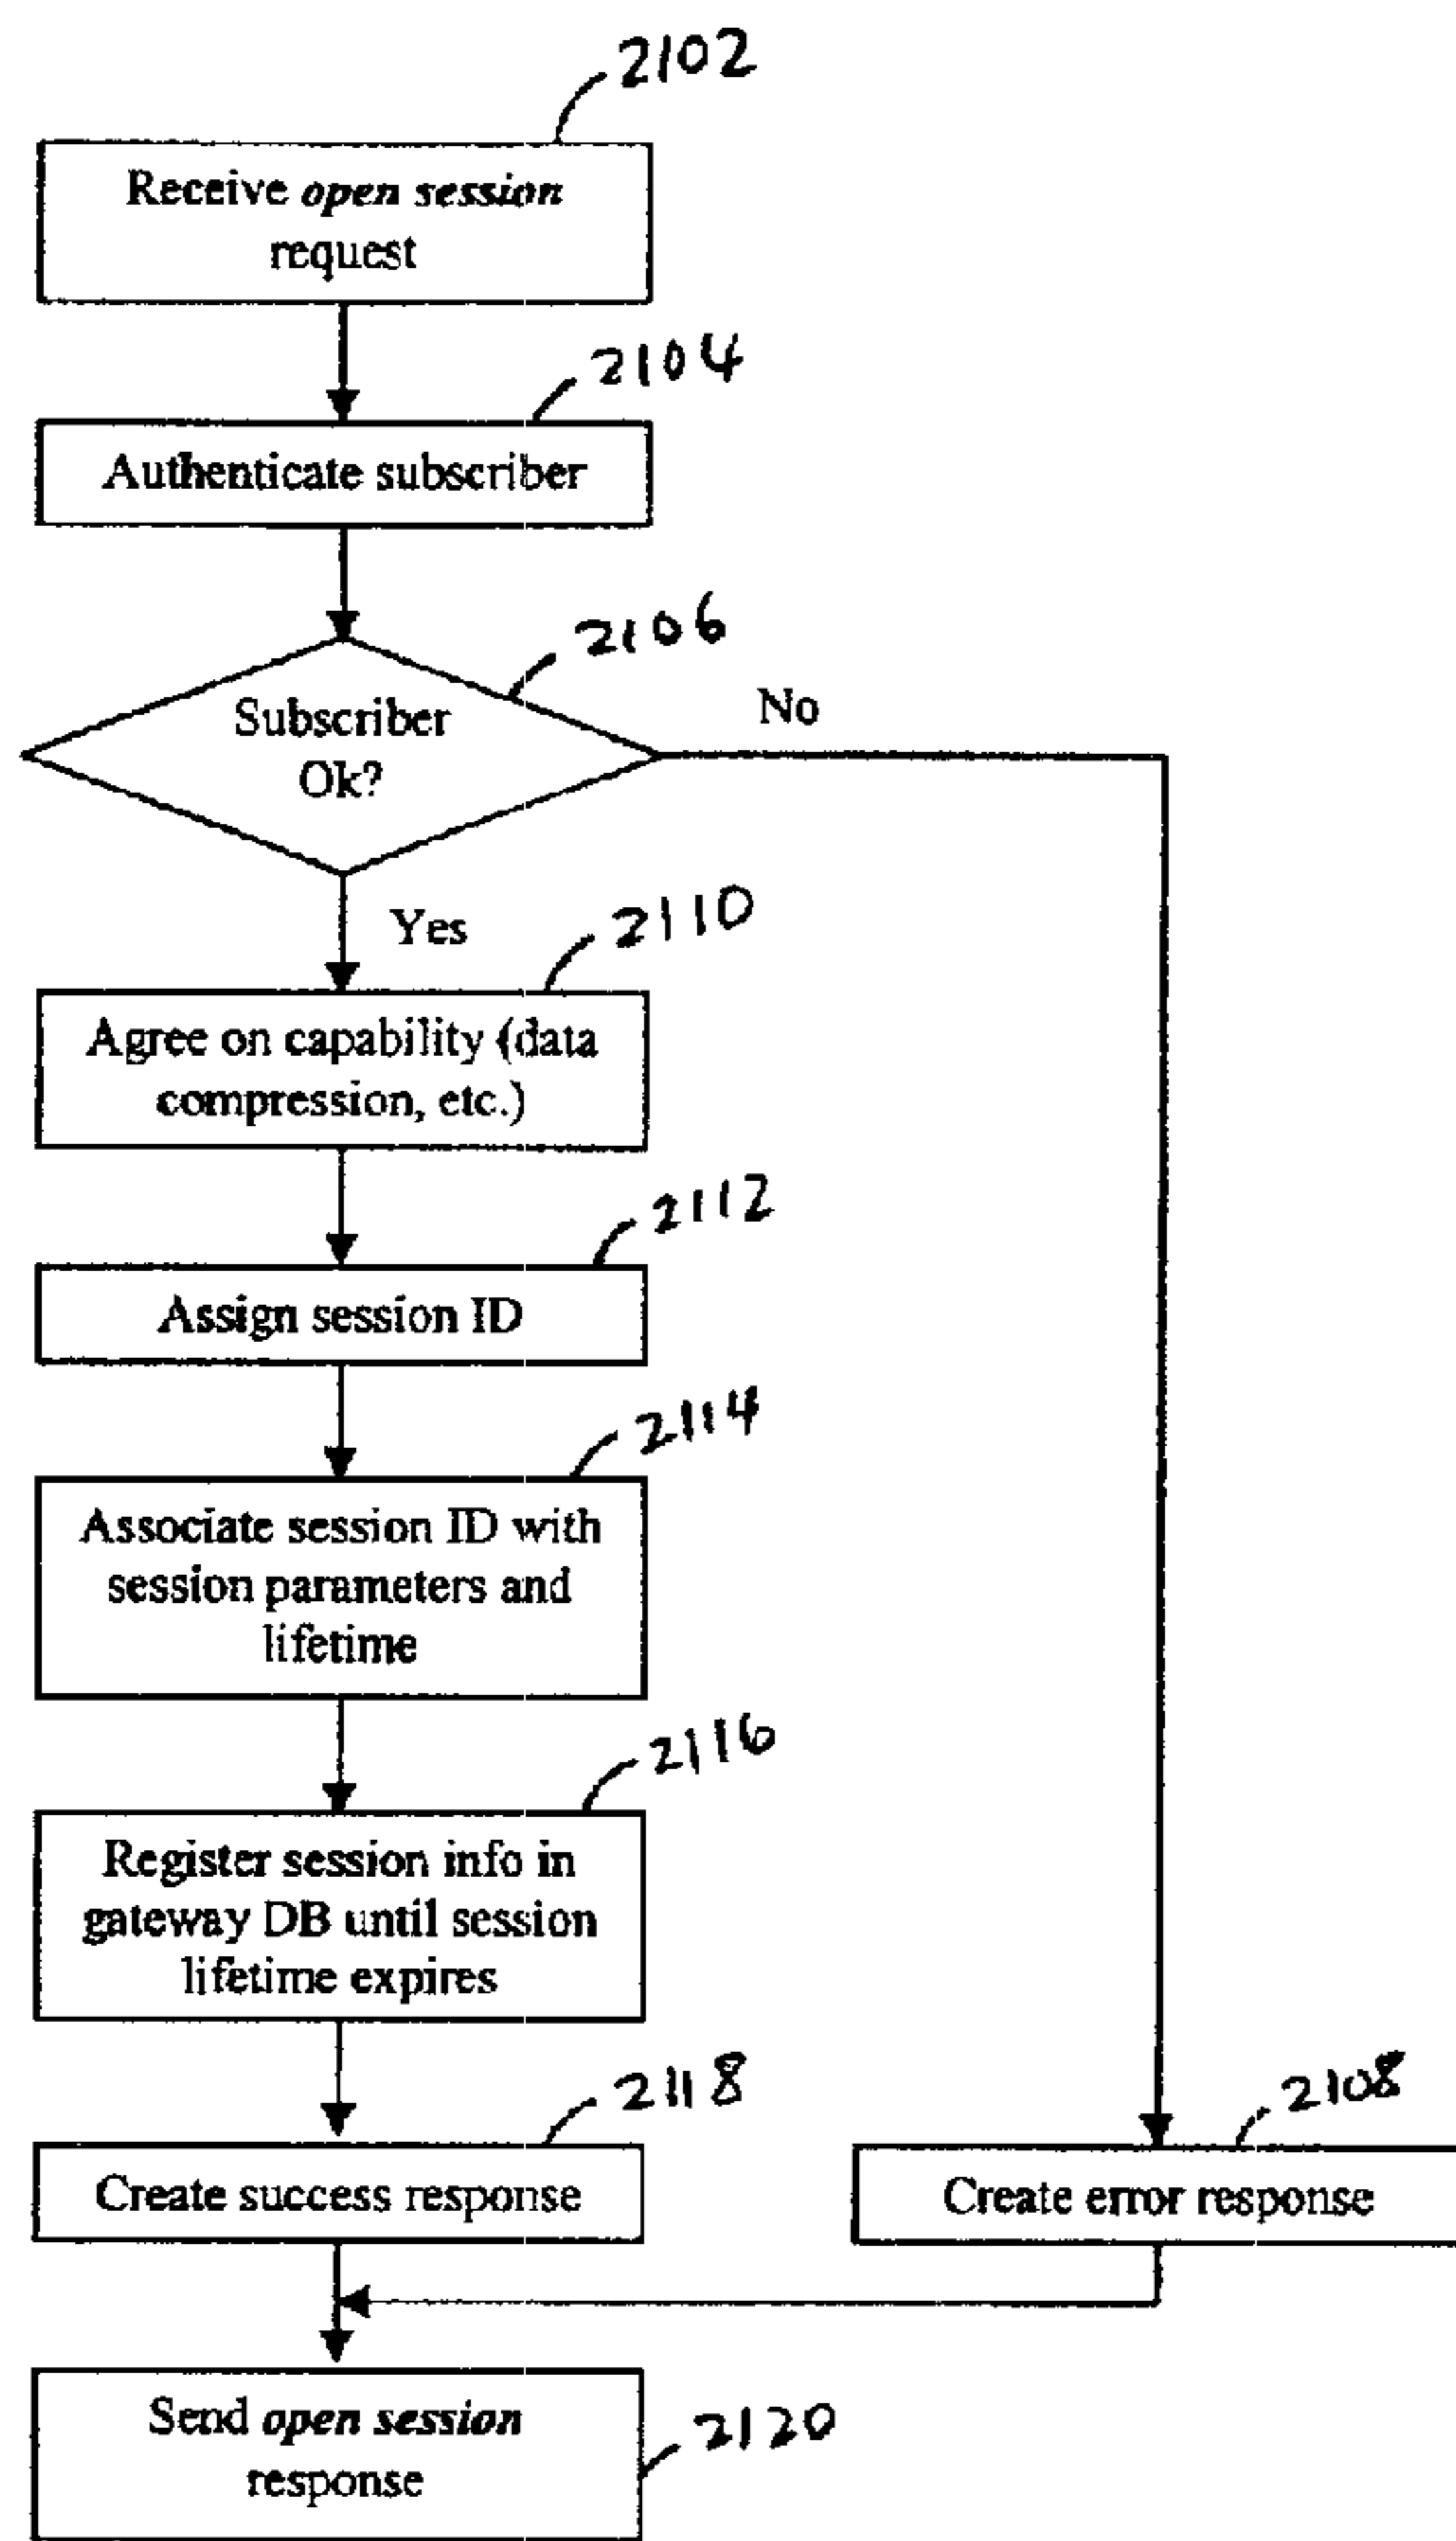 2102
Receive open session
request
2104
Authenticate subscriber
2106
Subscriber
Ok?
No
Yes
2110
Agree on capability (data
compression, etc.)
2112
Assign session ID
2114
Associate session ID with
session parameters and
lifetime
2116
Register session info in
gateway DB until session
lifetime expires
2118
Create success response
2108
Create error response
Send open session
response
2120